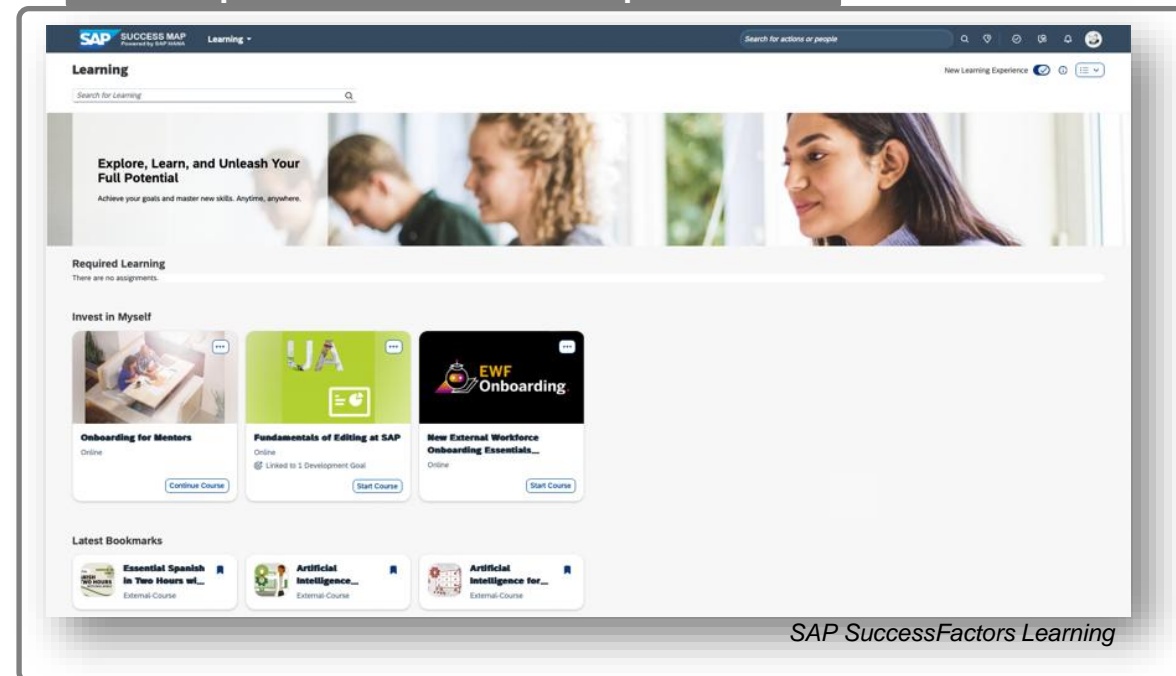 SAP SUCCESS MAP Learning Search for actions or people
Powered by SAP HANA
Learning
New Learning Experience
Search for Learning
Explore, Learn, and Unleash Your
Full Potential
Achieve your goals and master new skills. Anytime, anywhere.
Required Learning
There are no assignments.
Invest in Myself
UA
EWF
Onboarding
Onboarding for Mentors
Online
Continue Course
Fundamentals of Editing at SAP
Online
Linked to 1 Development Goal
Start Course
New External Workforce
Onboarding Essentials...
Online
Start Course
Latest Bookmarks
Essential Spanish
in Two Hours wi...
External-Course
Artificial
Intelligence...
External-Course
Artificial
Intelligence for...
External-Course
SAP SuccessFactors Learning